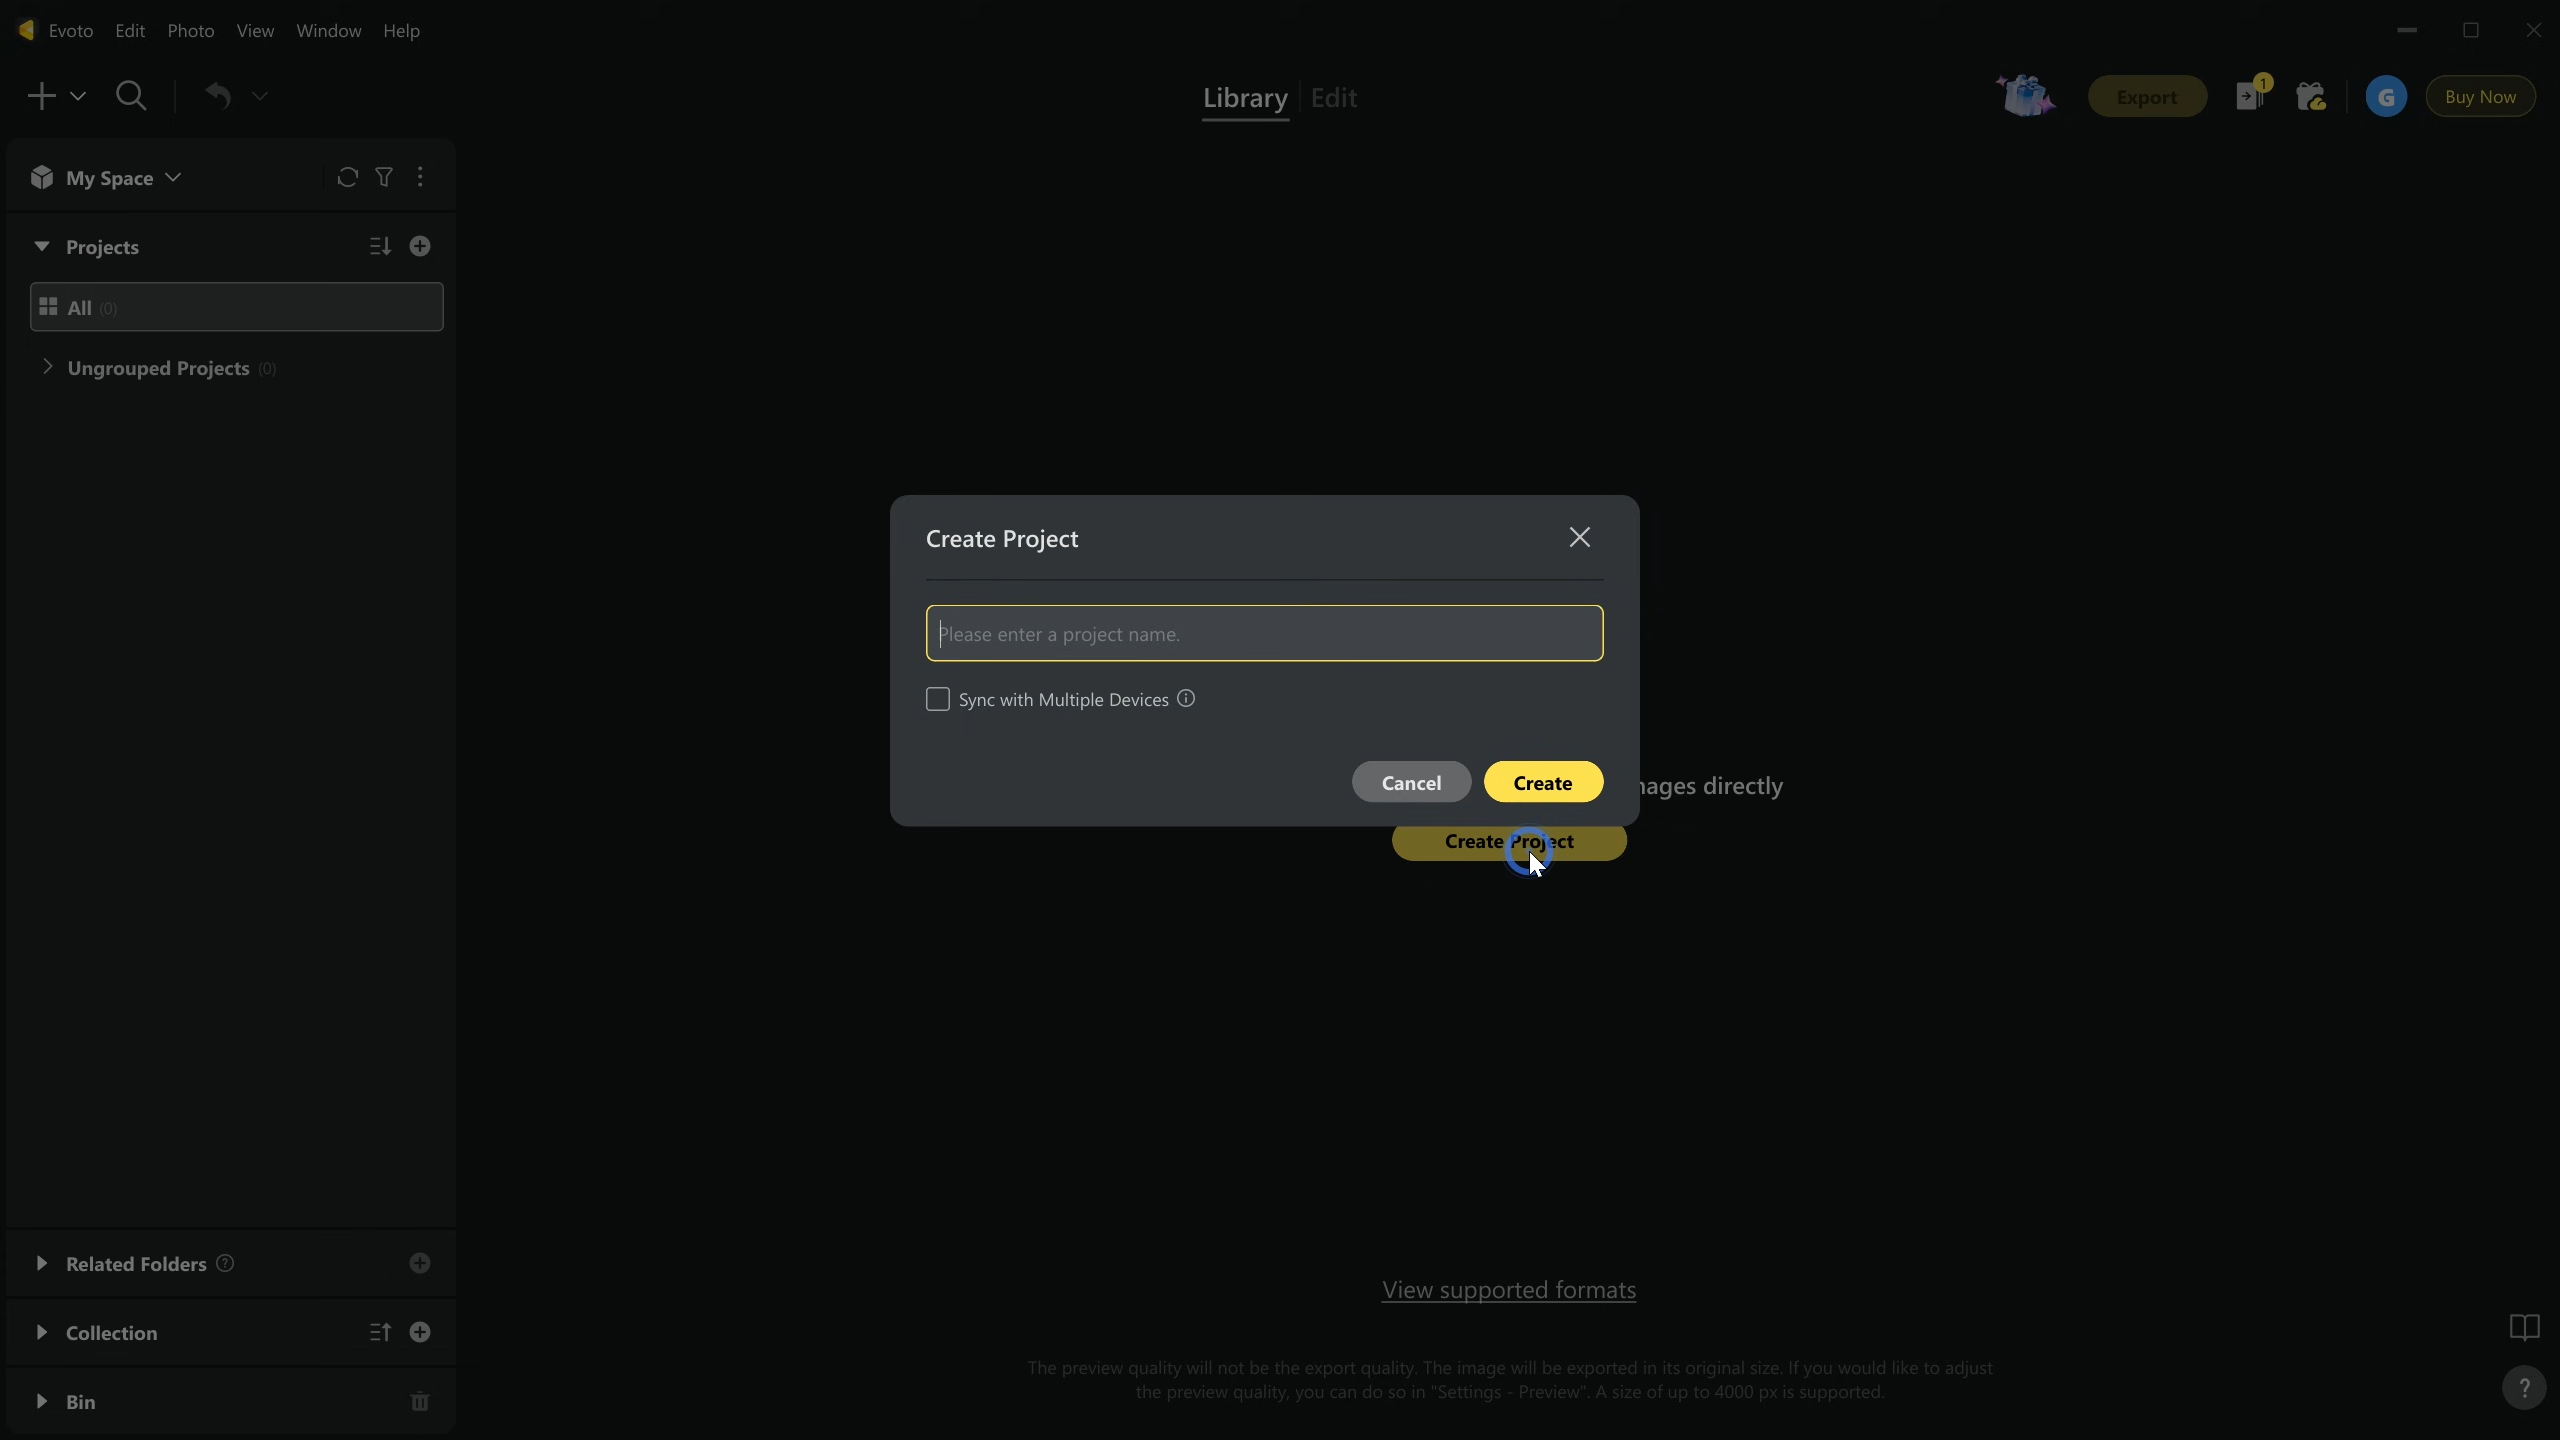 Evoto Edit Photo View Window Help
Library Edit
Export
1
G
Buy Now
My Space
Projects
All (0)
Ungrouped Projects (0)
Create Project
Please enter a project name.
Sync with Multiple Devices
Cancel Create
ages directly
Create Project
Related Folders ?
Collection
Bin
View supported formats
The preview quality will not be the export quality. The image will be exported in its original size. If you would like to adjust
the preview quality, you can do so in "Settings - Preview". A size of up to 4000 px is supported.
?